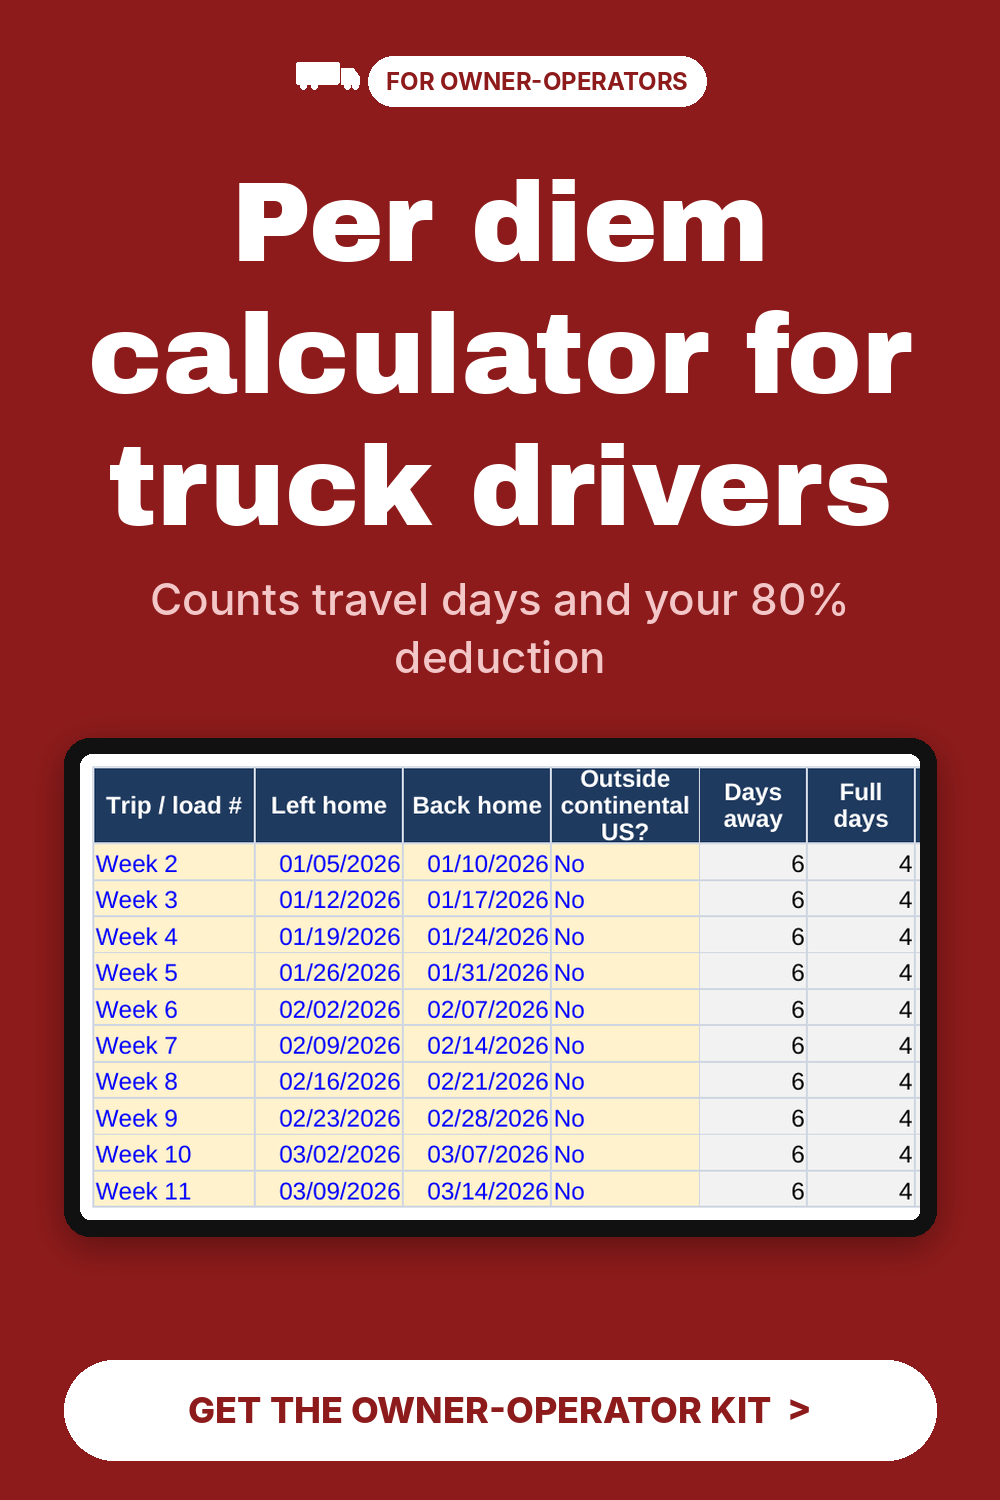 FOR OWNER-OPERATORS
Per diem
calculator for
truck drivers
Counts travel days and your 80%
deduction
Trip / load # Left home Back home Outside continental US? Days away Full days
Week 2 01/05/2026 01/10/2026 No 6 4
Week 3 01/12/2026 01/17/2026 No 6 4
Week 4 01/19/2026 01/24/2026 No 6 4
Week 5 01/26/2026 01/31/2026 No 6 4
Week 6 02/02/2026 02/07/2026 No 6 4
Week 7 02/09/2026 02/14/2026 No 6 4
Week 8 02/16/2026 02/21/2026 No 6 4
Week 9 02/23/2026 02/28/2026 No 6 4
Week 10 03/02/2026 03/07/2026 No 6 4
Week 11 03/09/2026 03/14/2026 No 6 4
GET THE OWNER-OPERATOR KIT >